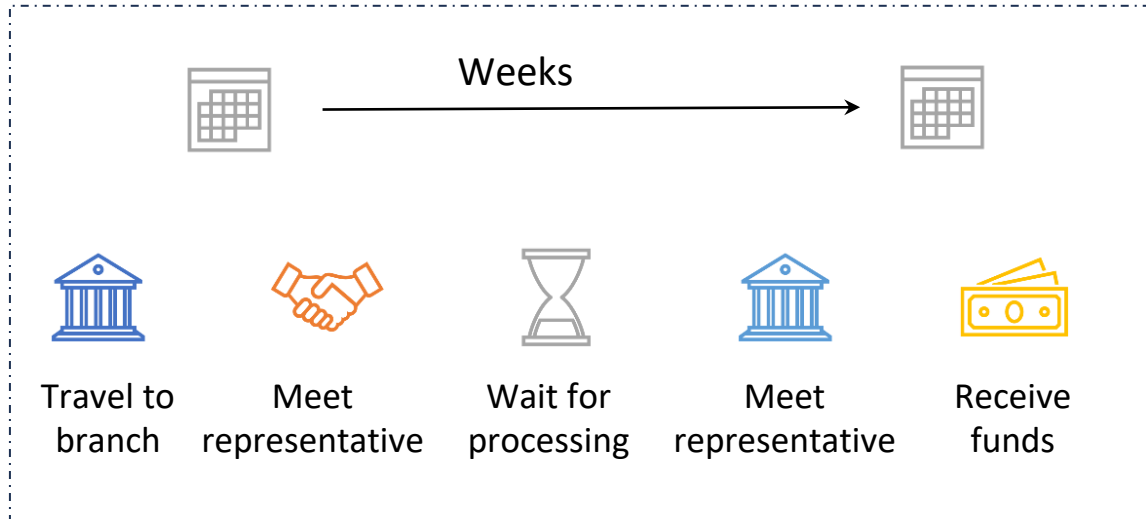 Weeks
Travel to
branch
Meet
representative
Wait for
processing
Meet
representative
Receive
funds